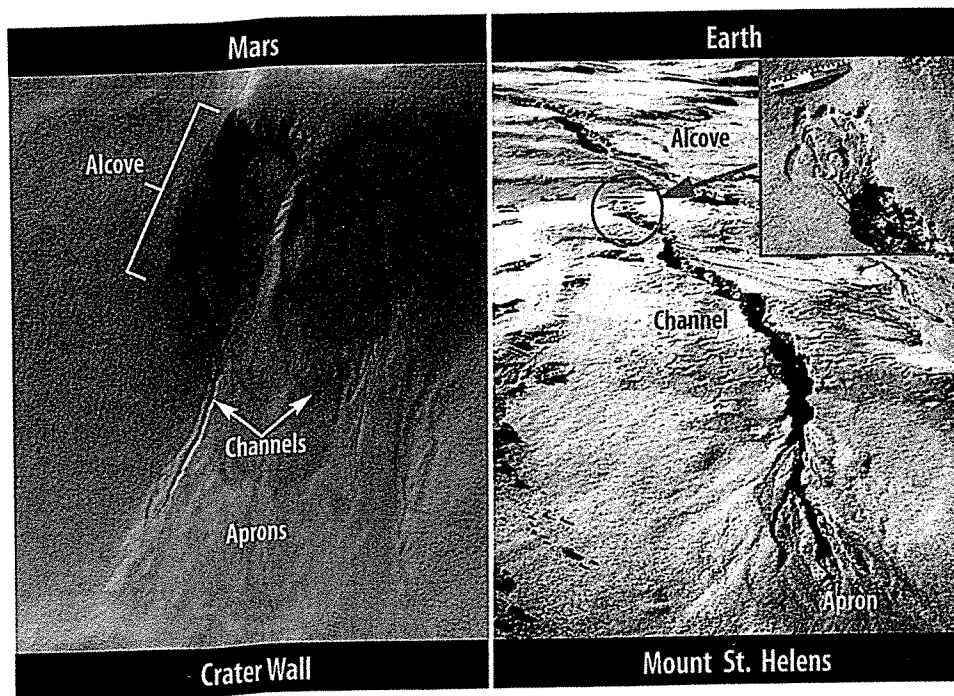 Mars
Alcove
Channels
Aprons
Crater Wall
Earth
Alcove
Channel
Apron
Mount St. Helens